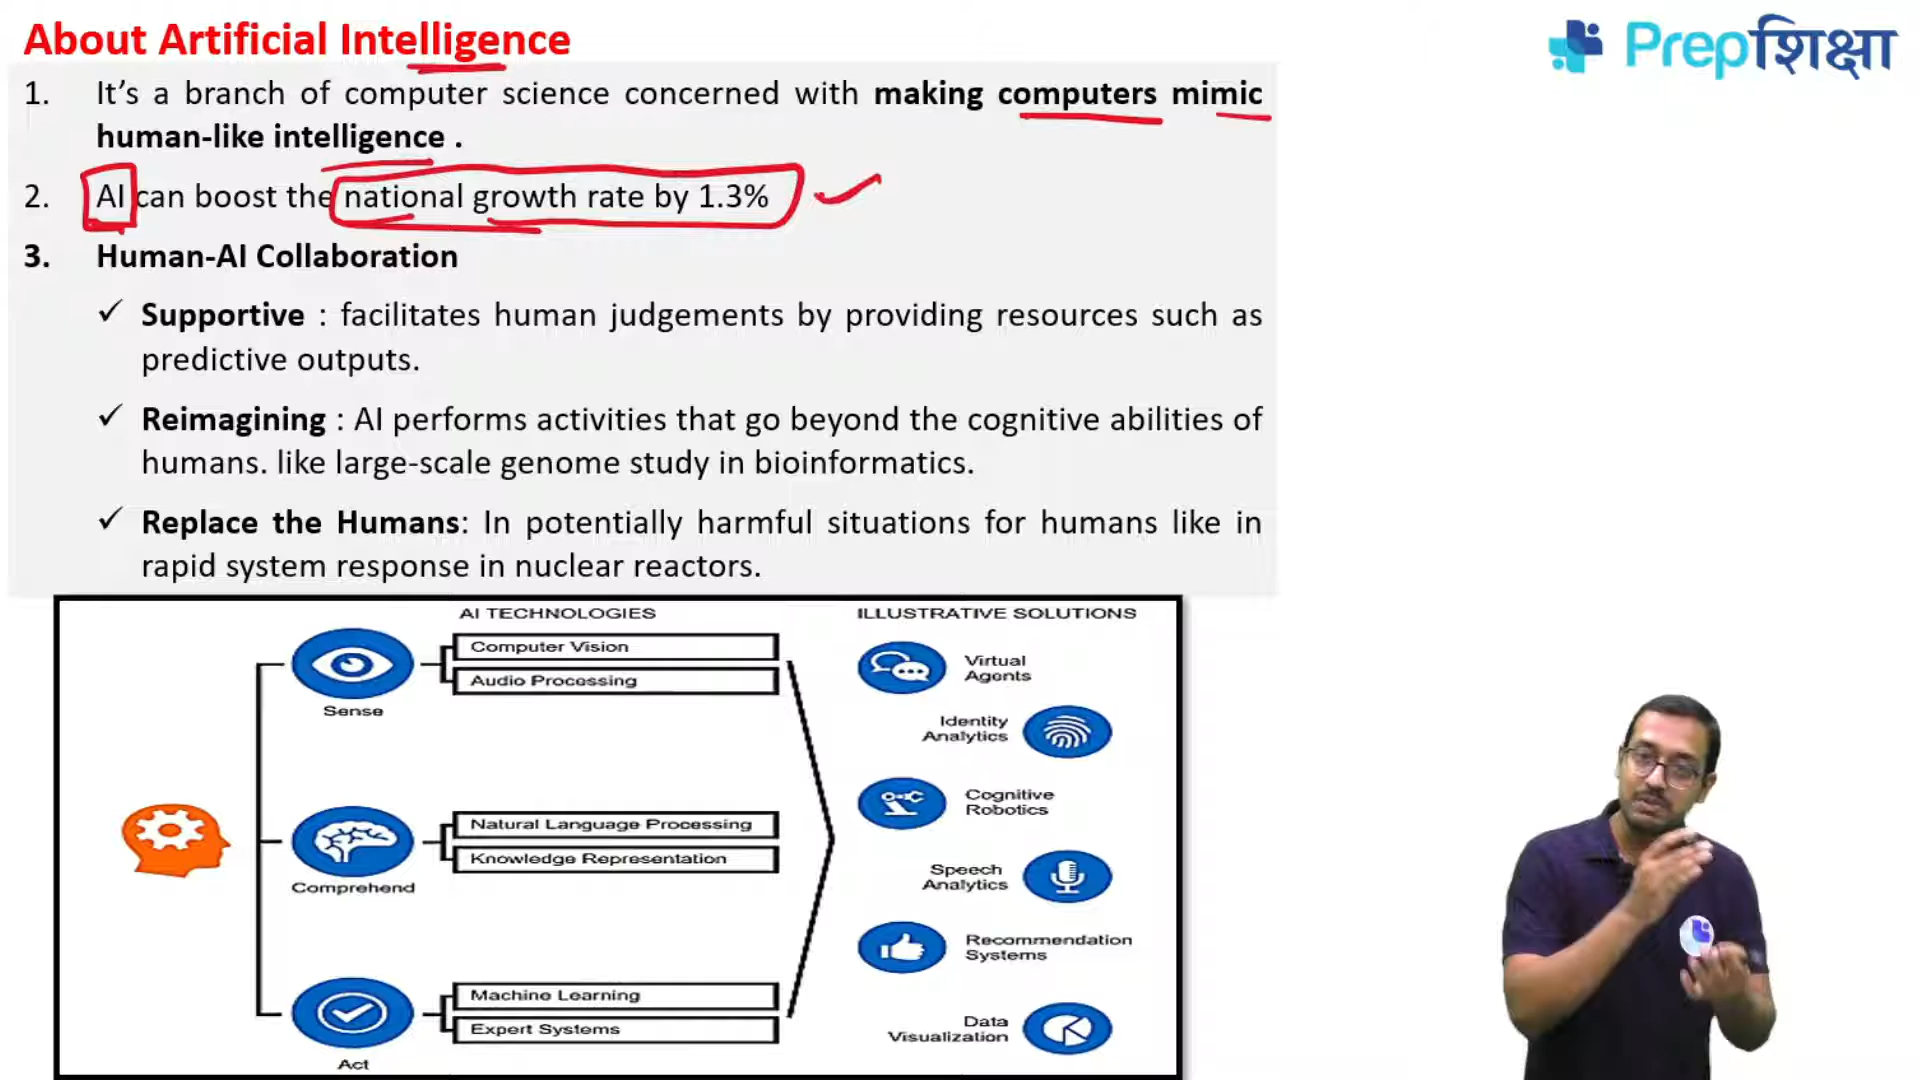 About Artificial Intelligence
Prepशिक्षा
1. It's a branch of computer science concerned with making computers mimic
human-like intelligence .
2. AI can boost the national growth rate by 1.3%
3. Human-AI Collaboration
✓ Supportive : facilitates human judgements by providing resources such as
predictive outputs.
✓ Reimagining : AI performs activities that go beyond the cognitive abilities of
humans. like large-scale genome study in bioinformatics.
✓ Replace the Humans: In potentially harmful situations for humans like in
rapid system response in nuclear reactors.
AI TECHNOLOGIES
Computer Vision
Audio Processing
Sense
Natural Language Processing
Knowledge Representation
Comprehend
Machine Learning
Expert Systems
Act
ILLUSTRATIVE SOLUTIONS
Virtual
Agents
Identity
Analytics
Cognitive
Robotics
Speech
Analytics
Recommendation
Systems
Data
Visualization